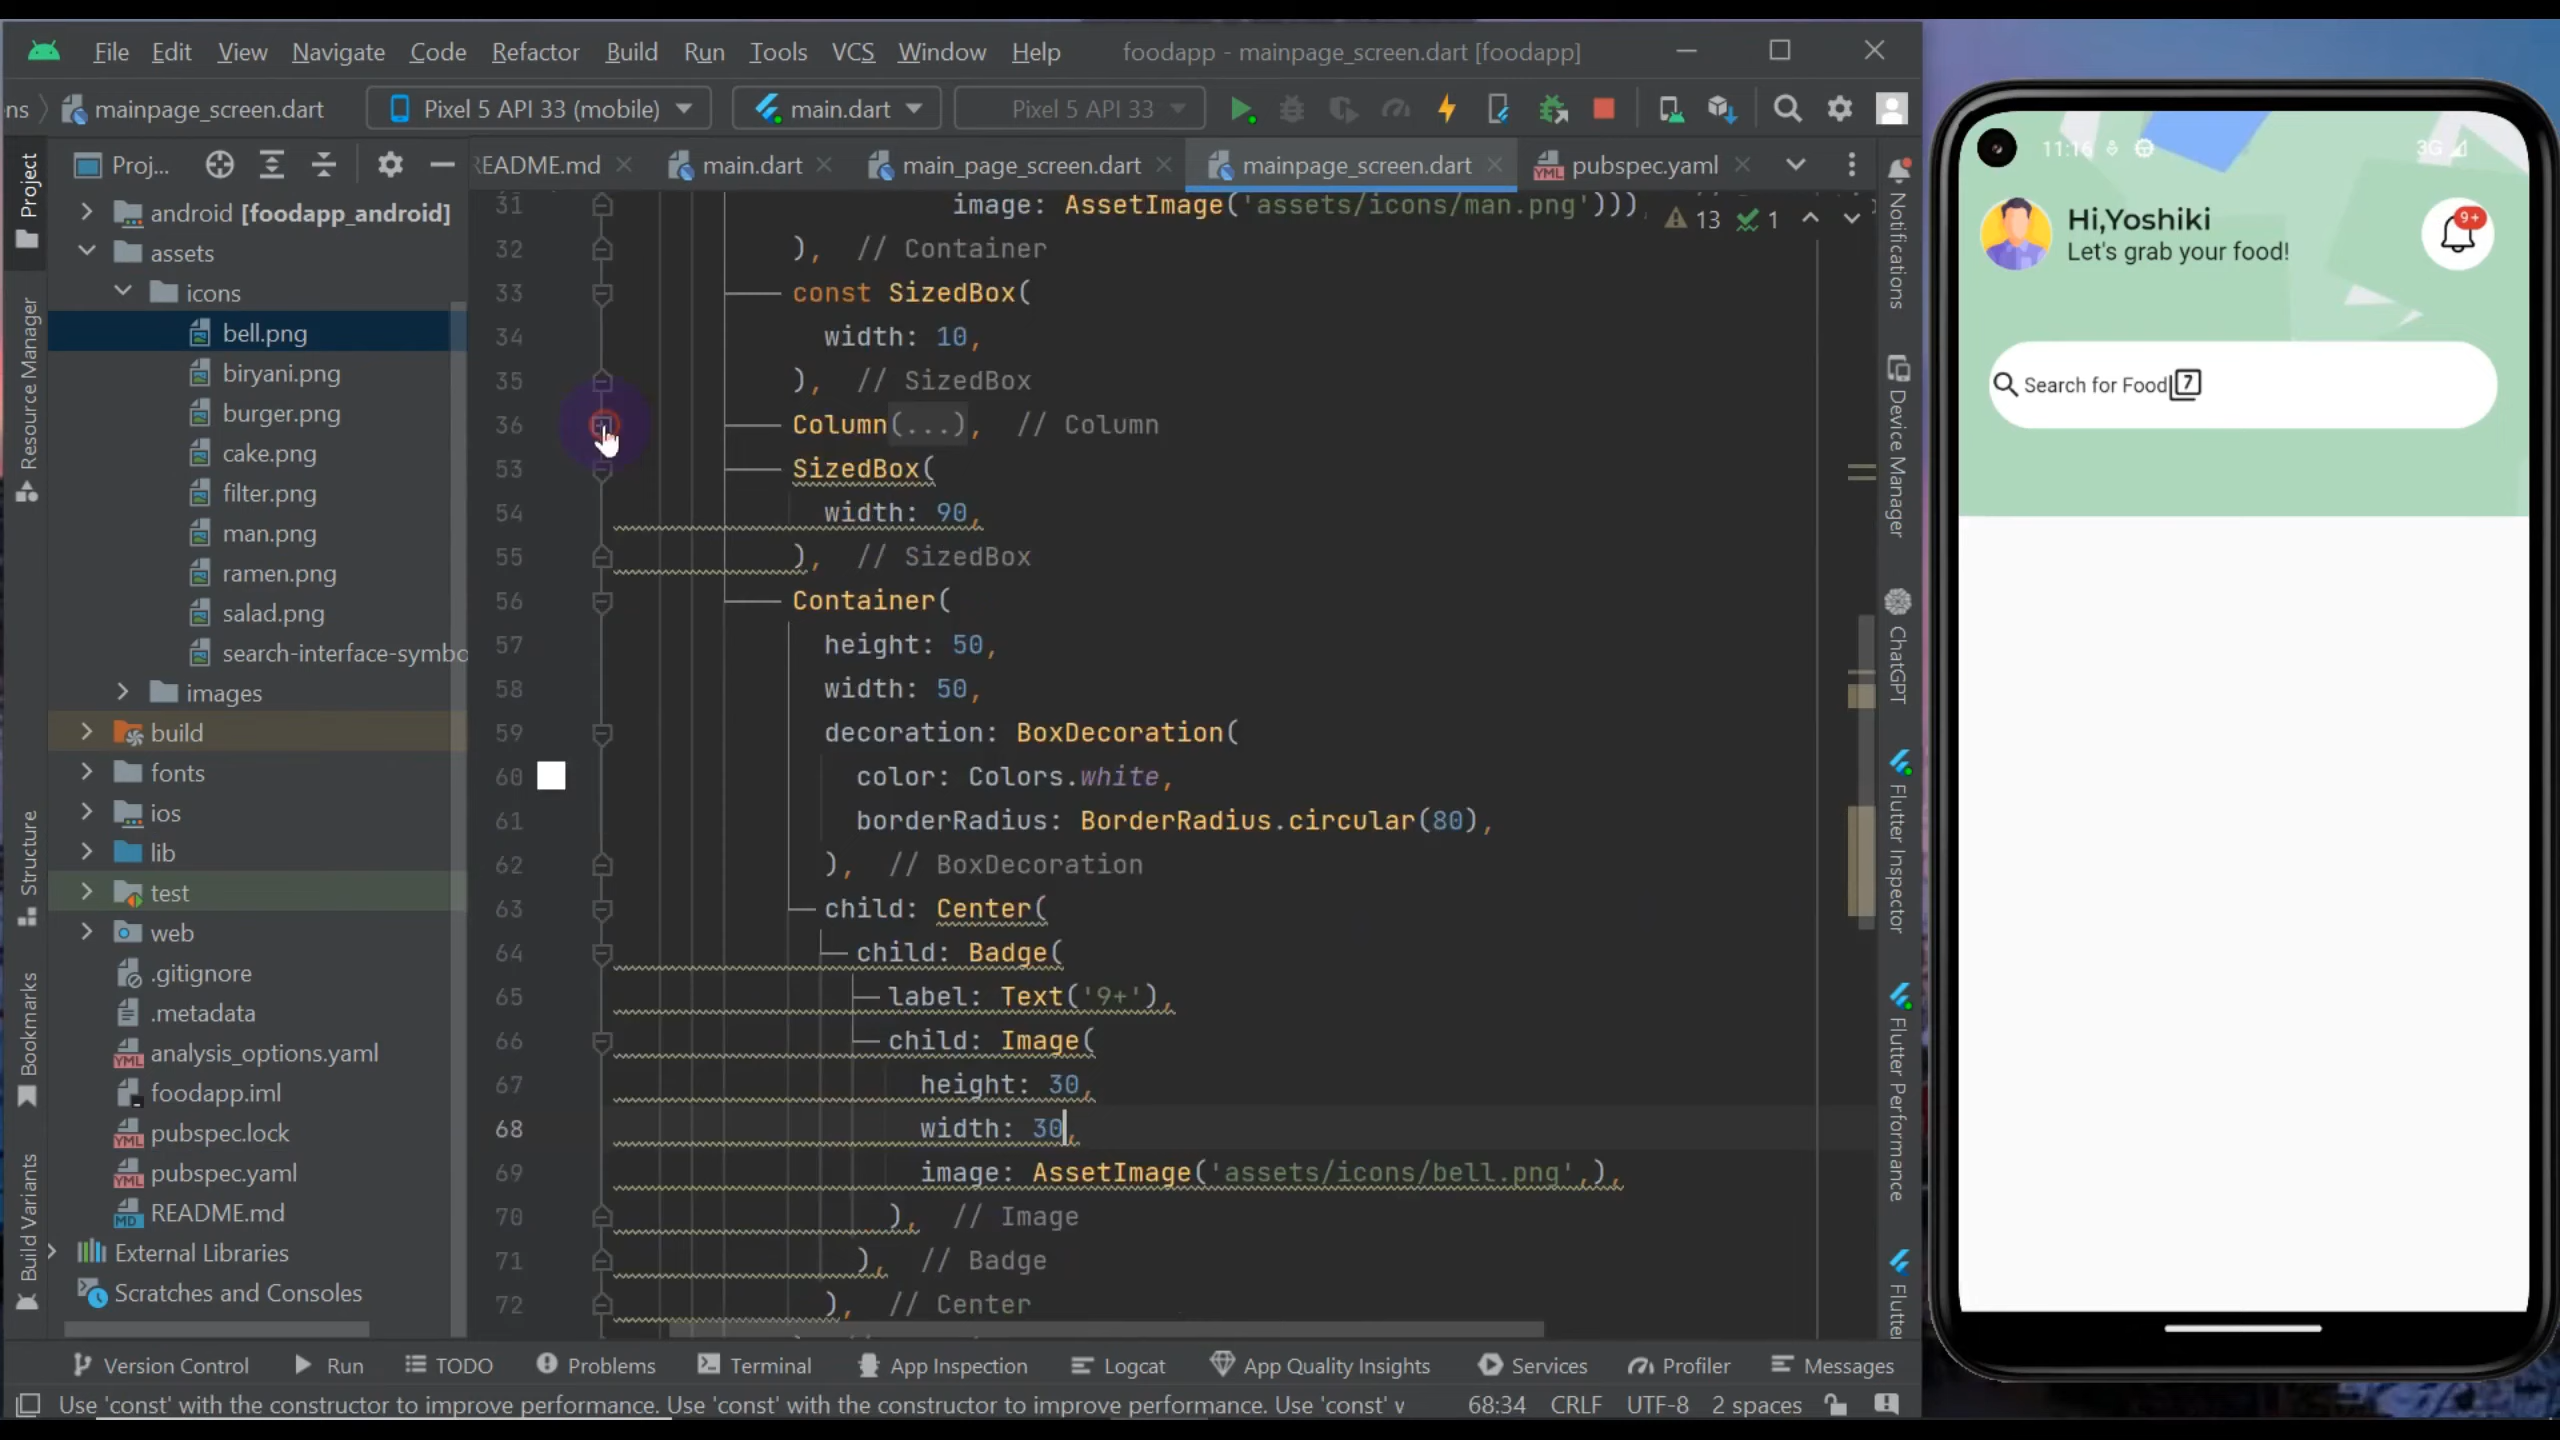 File Edit View Navigate Code Refactor Build Run Tools VCS Window Help foodapp - mainpage_screen.dart [foodapp]
ns mainpage_screen.dart Pixel 5 API 33 (mobile) main.dart Pixel 5 API 33
Proj... README.md main.dart main_page_screen.dart mainpage_screen.dart pubspec.yaml
Project
Resource Manager
Structure
Bookmarks
Build Variants
android [foodapp_android]
assets
icons
bell.png
biryani.png
burger.png
cake.png
filter.png
man.png
ramen.png
salad.png
search-interface-symbo
images
build
fonts
ios
lib
test
web
.gitignore
.metadata
analysis_options.yaml
foodapp.iml
pubspec.lock
pubspec.yaml
README.md
External Libraries
Scratches and Consoles
31 image: AssetImage('assets/icons/man.png'))),
13 1
32 ), // Container
33 const SizedBox(
34 width: 10,
35 ), // SizedBox
36 Column(...), // Column
53 SizedBox(
54 width: 90,
55 ), // SizedBox
56 Container(
57 height: 50,
58 width: 50,
59 decoration: BoxDecoration(
60 color: Colors.white,
61 borderRadius: BorderRadius.circular(80),
62 ), // BoxDecoration
63 child: Center(
64 child: Badge(
65 label: Text('9+'),
66 child: Image(
67 height: 30,
68 width: 30,
69 image: AssetImage('assets/icons/bell.png',),
70 ), // Image
71 ), // Badge
72 ), // Center
Notifications
Device Manager
ChatGPT
Flutter Inspector
Flutter Performance
Flutter
Version Control Run TODO Problems Terminal App Inspection Logcat App Quality Insights Services Profiler Messages
Use 'const' with the constructor to improve performance. Use 'const' with the constructor to improve performance. Use 'const' v 68:34 CRLF UTF-8 2 spaces
11:16 3G
Hi,Yoshiki
Let's grab your food!
9+
Search for Food 7